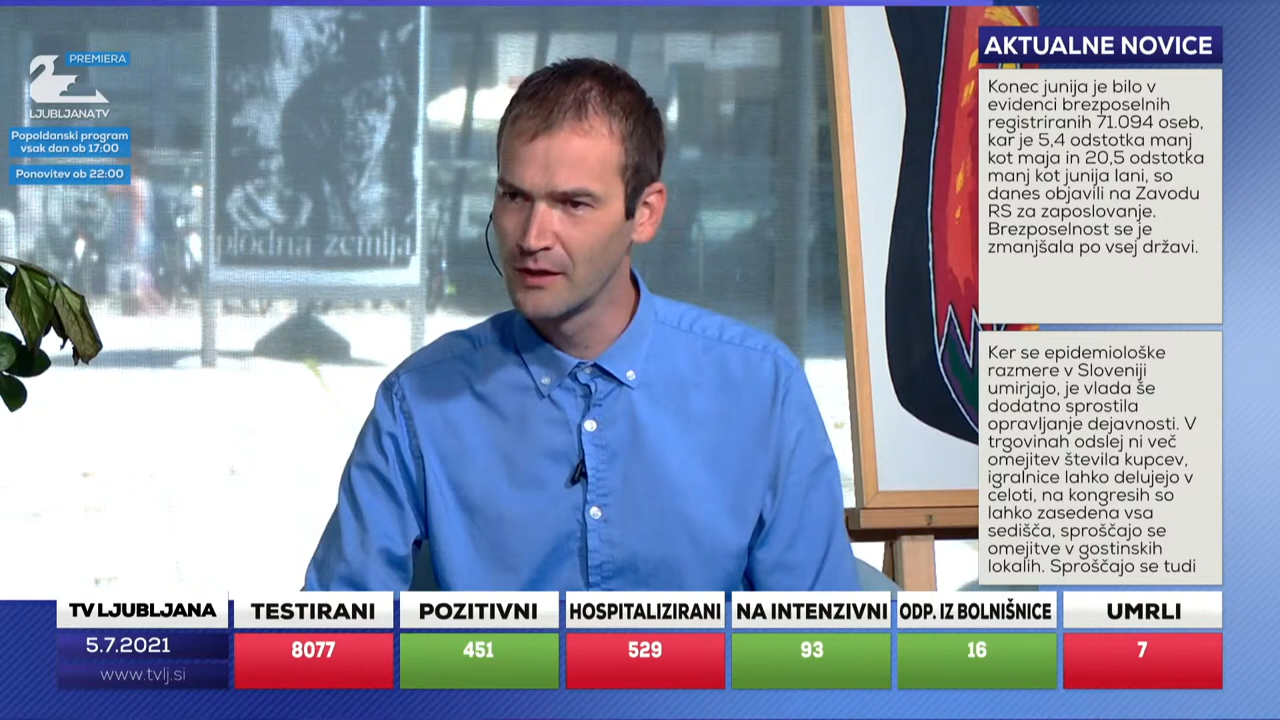 PREMIERA
LJUBLJANATV
Popoldanski program
vsak dan ob 17:00
Ponovitev ob 22:00
plodna zemlja
AKTUALNE NOVICE
Konec junija je bilo v
evidenci brezposelnih
registriranih 71.094 oseb,
kar je 5,4 odstotka manj
kot maja in 20,5 odstotka
manj kot junija lani, so
danes objavili na Zavodu
RS za zaposlovanje.
Brezposelnost se je
zmanjšala po vsej državi.
Ker se epidemiološke
razmere v Sloveniji
umirjajo, je vlada še
dodatno sprostila
opravljanje dejavnosti. V
trgovinah odslej ni več
omejitev števila kupcev,
igralnice lahko delujejo v
celoti, na kongresih so
lahko zasedena vsa
sedišča, sproščajo se
omejitve v gostinskih
lokalih. Sproščajo se tudi
TV LJUBLJANA TESTIRANI POZITIVNI HOSPITALIZIRANI NA INTENZIVNI ODP. IZ BOLNIŠNICE UMRLI
5.7.2021 8077 451 529 93 16 7
www.tvlj.si